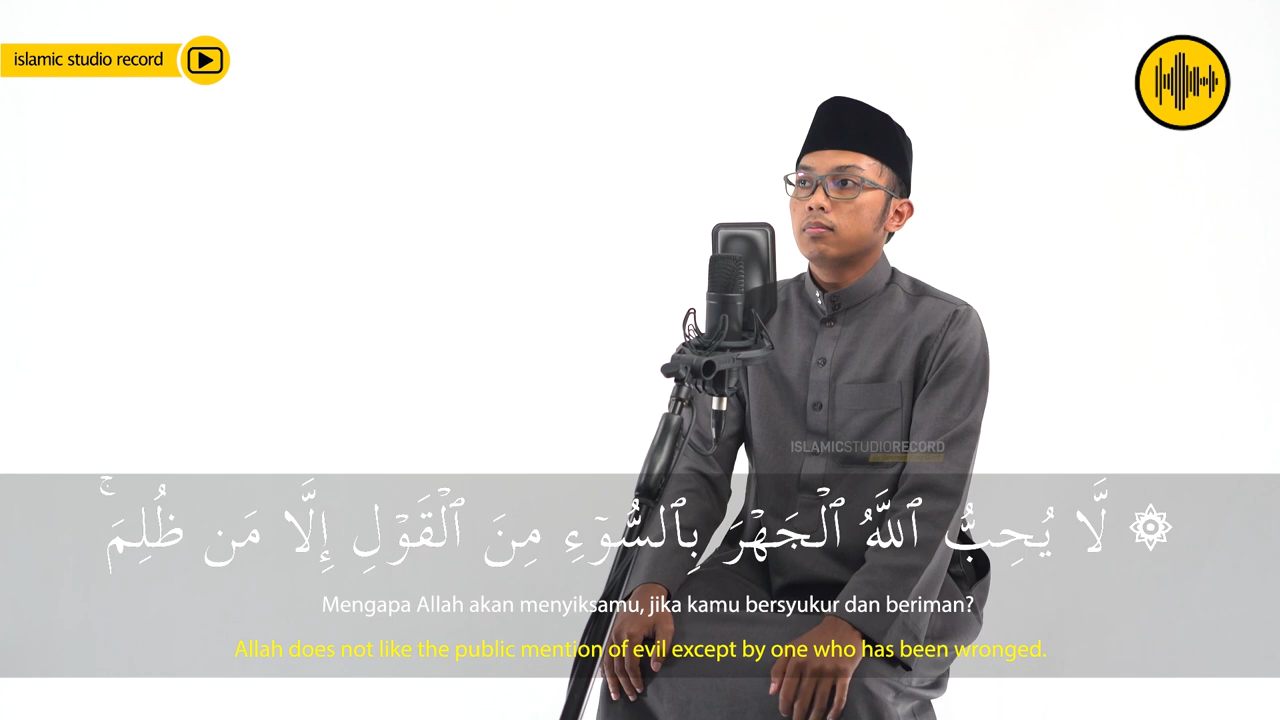 islamic studio record
ISLAMICSTUDIORECORD
۞ لَّا يُحِبُّ ٱللَّهُ ٱلْجَهْرَ بِٱلسُّوٓءِ مِنَ ٱلْقَوْلِ إِلَّا مَن ظُلِمَ ۚ
Mengapa Allah akan menyiksamu, jika kamu bersyukur dan beriman?
Allah does not like the public mention of evil except by one who has been wronged.